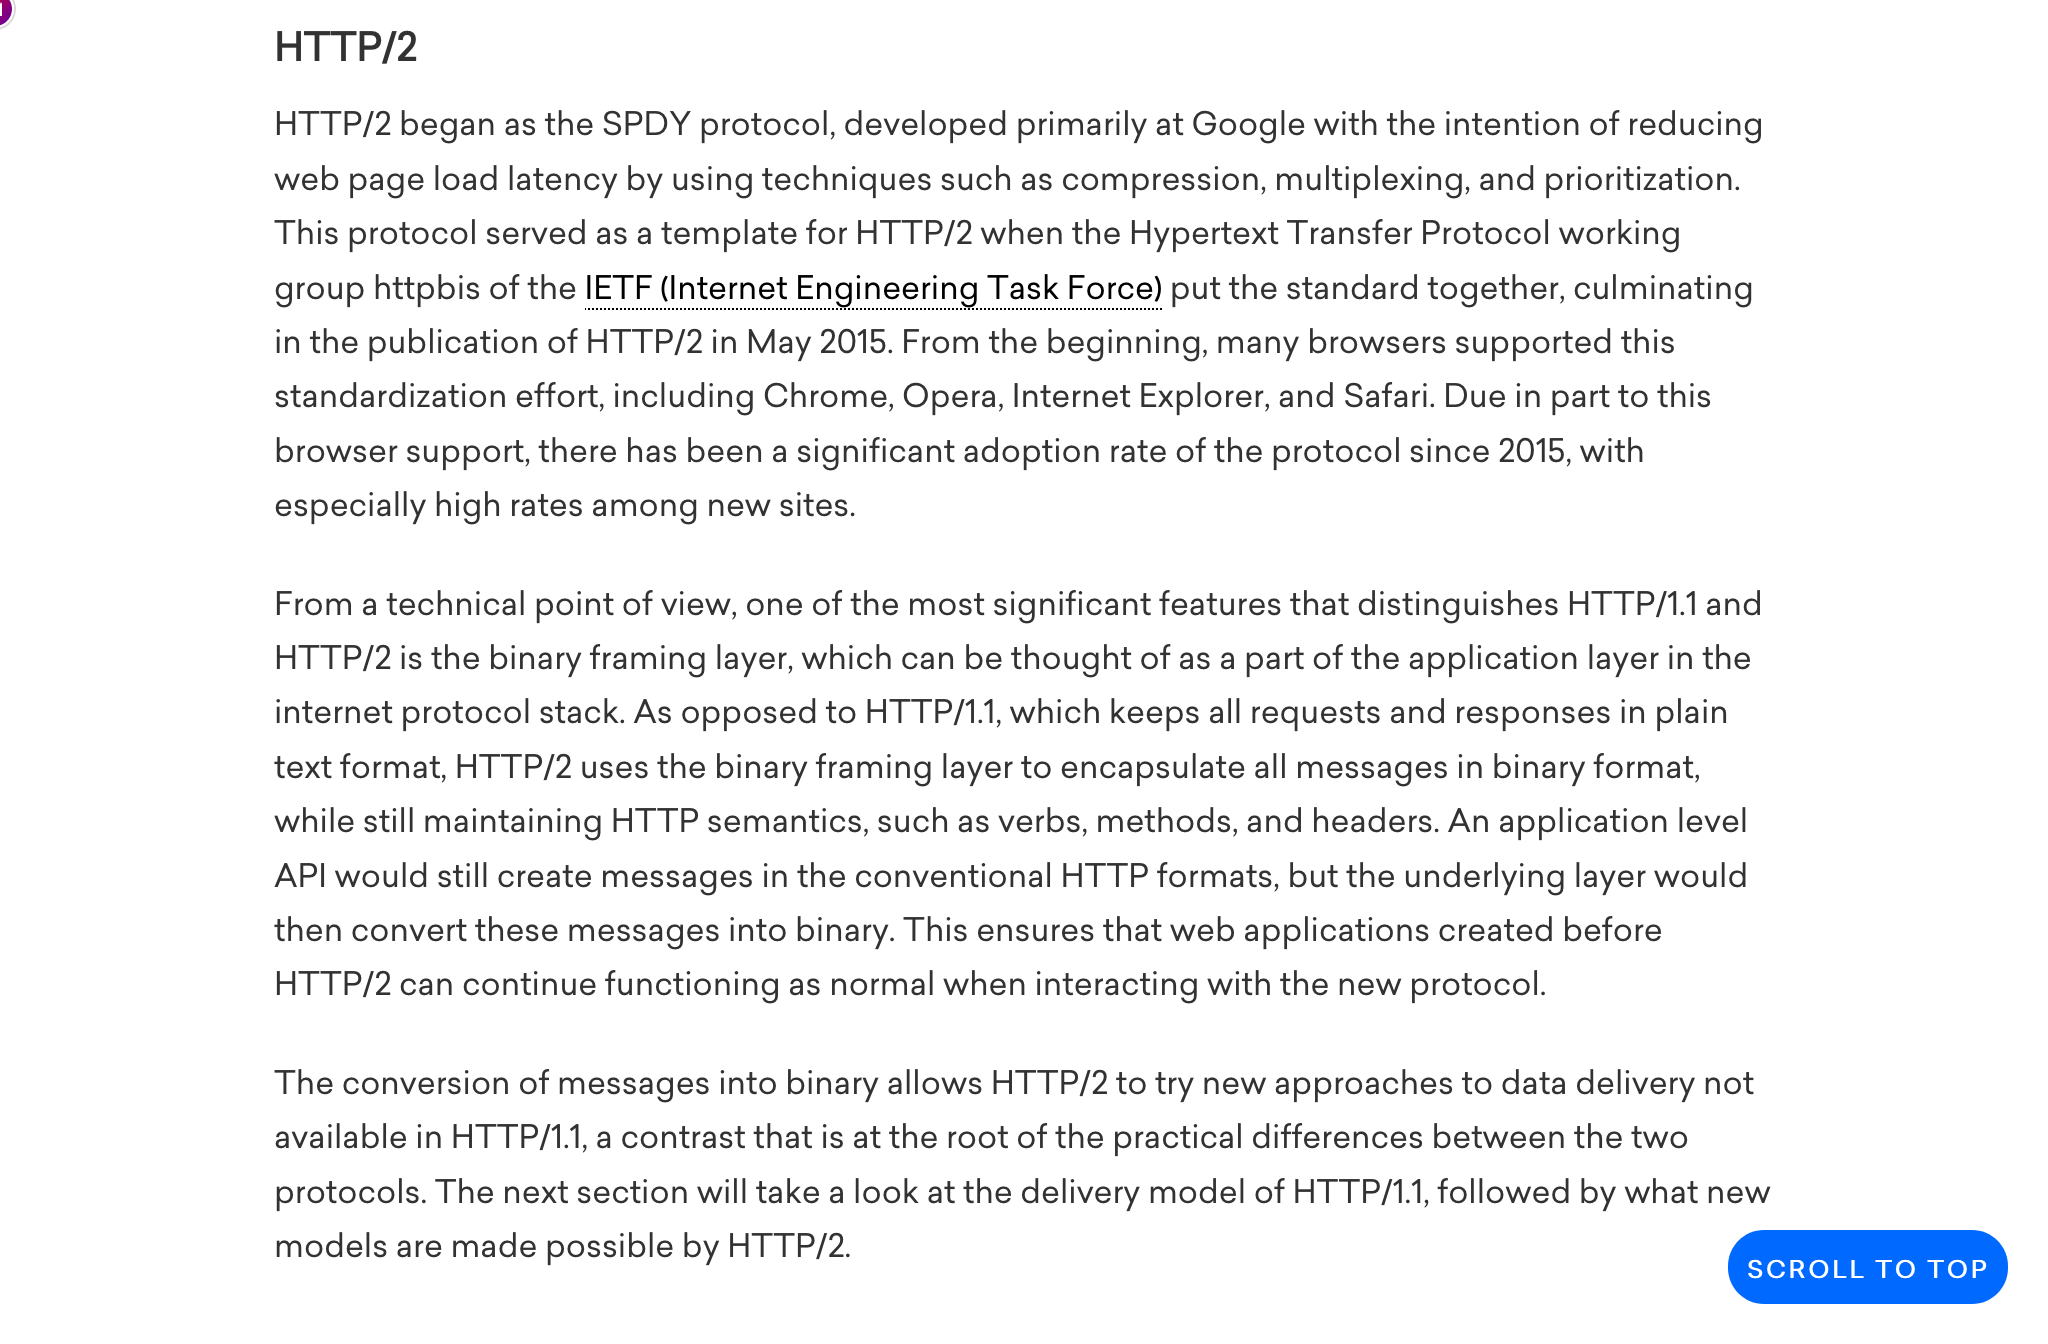 HTTP/2
HTTP/2 began as the SPDY protocol, developed primarily at Google with the intention of reducing
web page load latency by using techniques such as compression, multiplexing, and prioritization.
This protocol served as a template for HTTP/2 when the Hypertext Transfer Protocol working
group httpbis of the IETF (Internet Engineering Task Force) put the standard together, culminating
in the publication of HTTP/2 in May 2015. From the beginning, many browsers supported this
standardization effort, including Chrome, Opera, Internet Explorer, and Safari. Due in part to this
browser support, there has been a significant adoption rate of the protocol since 2015, with
especially high rates among new sites.
From a technical point of view, one of the most significant features that distinguishes HTTP/1.1 and
HTTP/2 is the binary framing layer, which can be thought of as a part of the application layer in the
internet protocol stack. As opposed to HTTP/1.1, which keeps all requests and responses in plain
text format, HTTP/2 uses the binary framing layer to encapsulate all messages in binary format,
while still maintaining HTTP semantics, such as verbs, methods, and headers. An application level
API would still create messages in the conventional HTTP formats, but the underlying layer would
then convert these messages into binary. This ensures that web applications created before
HTTP/2 can continue functioning as normal when interacting with the new protocol.
The conversion of messages into binary allows HTTP/2 to try new approaches to data delivery not
available in HTTP/1.1, a contrast that is at the root of the practical differences between the two
protocols. The next section will take a look at the delivery model of HTTP/1.1, followed by what new
models are made possible by HTTP/2.
SCROLL TO TOP